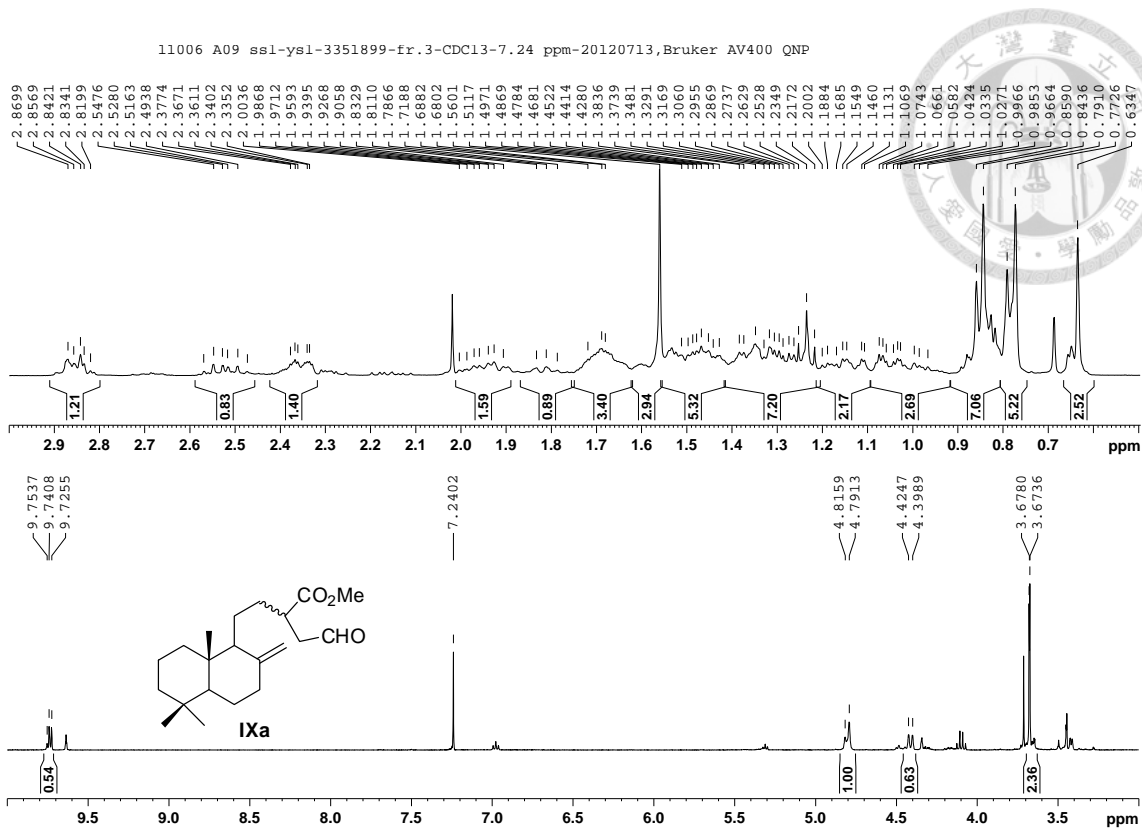 11006 A09 ssl-ysl-3351899-fr.3-CDCl3-7.24 ppm-20120713,Bruker AV400 QNP
2.8699 2.8569 2.8421 2.8341 2.8199 2.5476 2.5280 2.5163 2.4938 2.3774 2.3671 2.3611 2.3402 2.3352 2.0036 1.9868 1.9712 1.9593 1.9395 1.9268 1.9058 1.8329 1.8110 1.7866 1.7188 1.6882 1.6802 1.5601 1.5117 1.4971 1.4869 1.4784 1.4681 1.4522 1.4414 1.4280 1.3836 1.3739 1.3481 1.3291 1.3169 1.3060 1.2955 1.2869 1.2737 1.2629 1.2528 1.2349 1.2172 1.2002 1.1884 1.1685 1.1549 1.1460 1.1131 1.1069 1.0743 1.0661 1.0592 1.0424 1.0335 1.0271 0.9966 0.9853 0.9664 0.8590 0.8436 0.7910 0.7726 0.6347
1.21 0.83 1.40 1.59 0.89 3.40 2.94 5.32 7.20 2.17 2.69 7.06 5.22 2.52
2.9 2.8 2.7 2.6 2.5 2.4 2.3 2.2 2.1 2.0 1.9 1.8 1.7 1.6 1.5 1.4 1.3 1.2 1.1 1.0 0.9 0.8 0.7 ppm
9.7537 9.7408 9.7255 7.2402 4.8159 4.7913 4.4247 4.3989 3.6780 3.6736
CO2Me
CHO
IXa
0.54 1.00 0.63 2.36
9.5 9.0 8.5 8.0 7.5 7.0 6.5 6.0 5.5 5.0 4.5 4.0 3.5 ppm